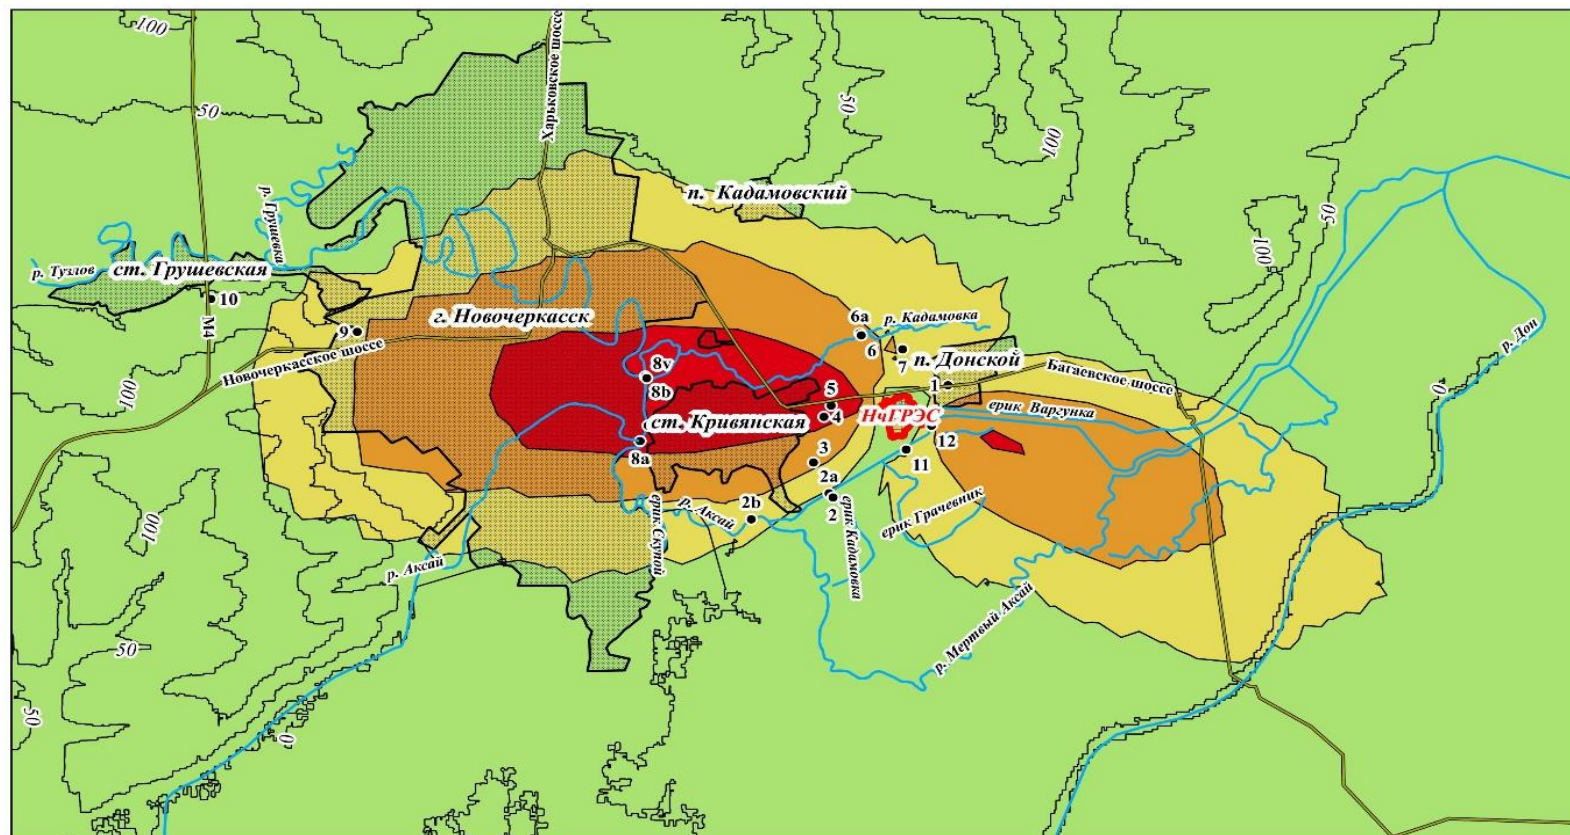 100
50
Харьковское шоссе
50
100
п. Кадамовский
р. Грушевка
50
100
р. Тузлов
ст. Грушевская
10
М4
9
г. Новочеркасск
6а
р. Кадамовка
6
7
п. Донской
р. Дон
Новочеркасское шоссе
8v
8b
1
Багаевское шоссе
0
100
5
4
НчГРЭС
ерик Варгунка
ст. Кривянская
12
8а
3
11
2а
2
2b
р. Аксай
ерик Скупой
ерик Кадамовка
ерик Грачевник
100
р. Аксай
р. Мертвый Аксай
50
50
0